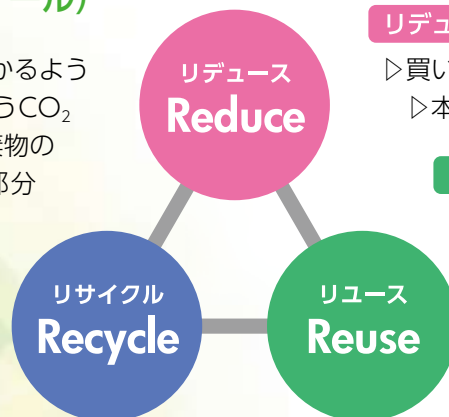 ール)
かるよう
うCO₂
棄物の
部分
リデュース
Reduce
リサイクル
Recycle
リユース
Reuse
リデュ
▷買い
▷本